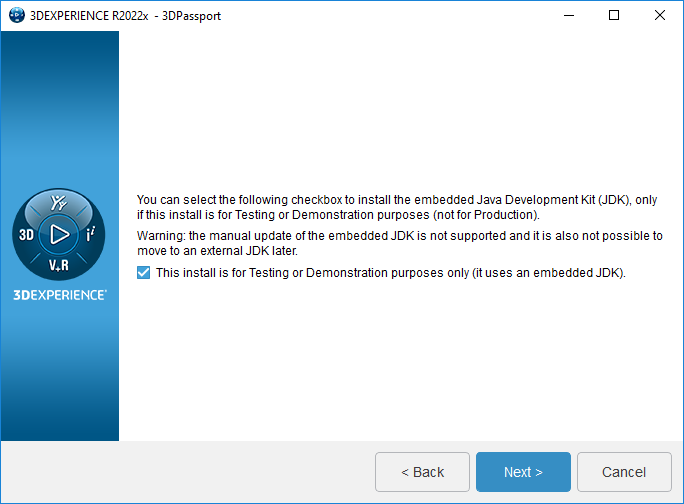 3DEXPERIENCE R2022x - 3DPassport
You can select the following checkbox to install the embedded Java Development Kit (JDK), only
if this install is for Testing or Demonstration purposes (not for Production).
Warning: the manual update of the embedded JDK is not supported and it is also not possible to
move to an external JDK later.
This install is for Testing or Demonstration purposes only (it uses an embedded JDK).
3D
i
V+R
3DEXPERIENCE
< Back
Next >
Cancel